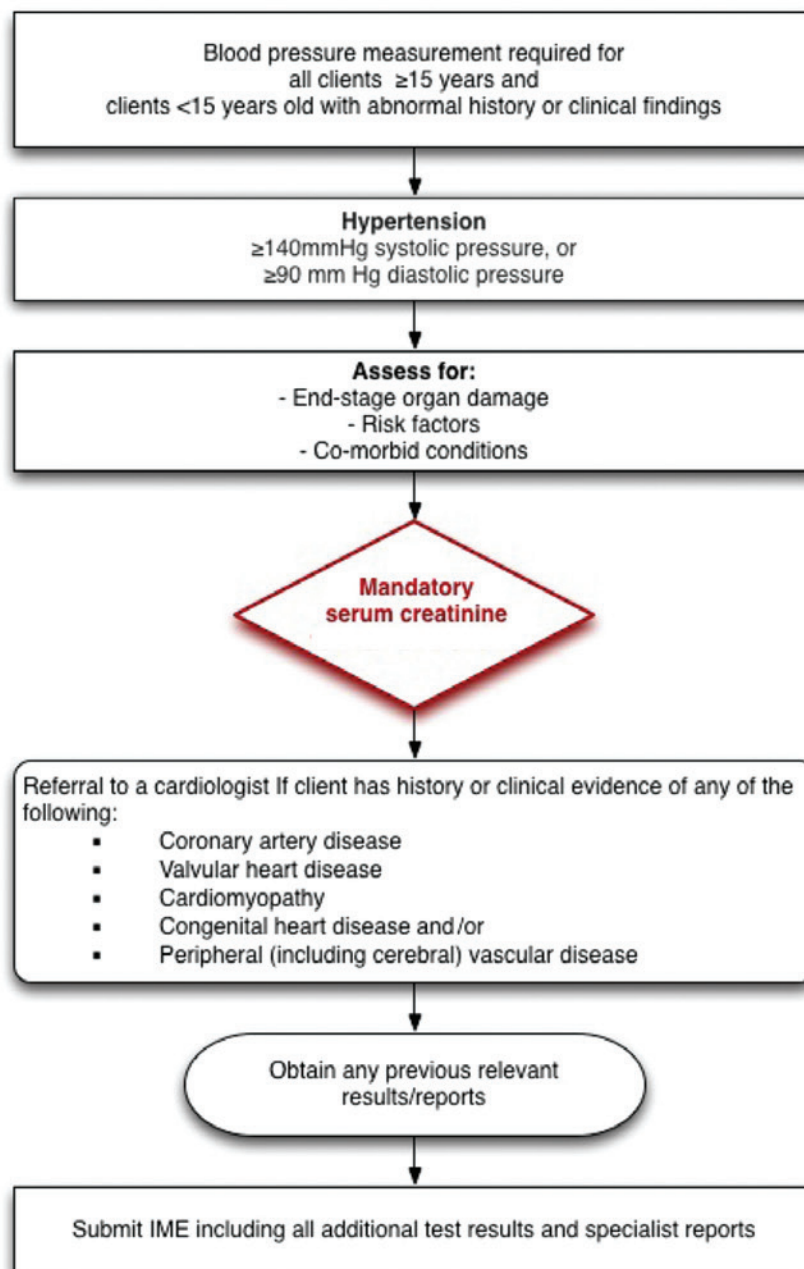 Blood pressure measurement required for
all clients ≥15 years and
clients <15 years old with abnormal history or clinical findings
Hypertension
≥140mmHg systolic pressure, or
≥90 mm Hg diastolic pressure
Assess for:
- End-stage organ damage
- Risk factors
- Co-morbid conditions
Mandatory
serum creatinine
Referral to a cardiologist If client has history or clinical evidence of any of the
following:
▪ Coronary artery disease
▪ Valvular heart disease
▪ Cardiomyopathy
▪ Congenital heart disease and/or
▪ Peripheral (including cerebral) vascular disease
Obtain any previous relevant
results/reports
Submit IME including all additional test results and specialist reports